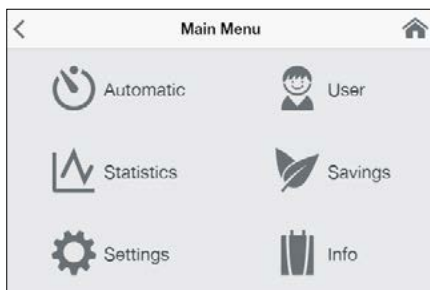 Main Menu
Automatic
User
Statistics
Savings
Settings
Info